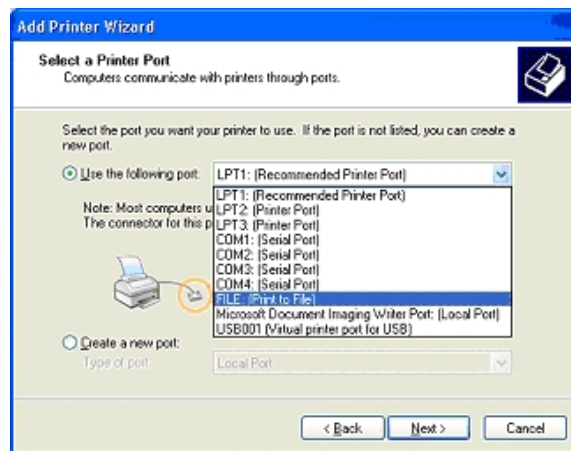 Add Printer Wizard
Select a Printer Port
Computers communicate with printers through ports.
Select the port you want your printer to use. If the port is not listed, you can create a
new port.
Use the following port: LPT1: (Recommended Printer Port)
LPT1: (Recommended Printer Port)
Note: Most computers u
LPT2: (Printer Port)
The connector for this p
LPT3: (Printer Port)
COM1: (Serial Port)
COM2: (Serial Port)
COM3: (Serial Port)
COM4: (Serial Port)
FILE: (Print to File)
Microsoft Document Imaging Writer Port: (Local Port)
USB001 (Virtual printer port for USB)
Create a new port:
Type of port: Local Port
< Back
Next >
Cancel